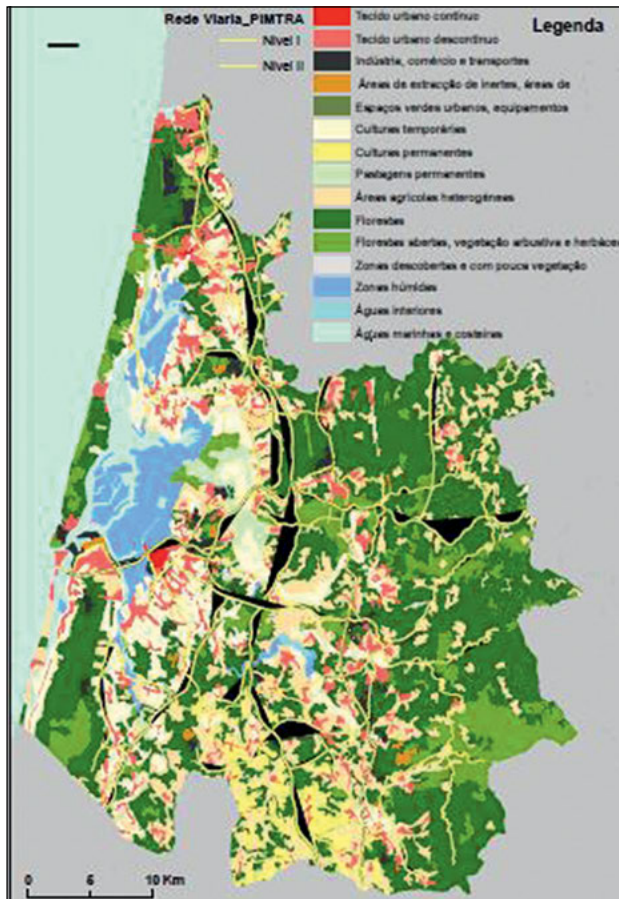 Rede Viaria_PIMTRA
Nivel I
Nivel II
Legenda
Tecido urbano contínuo
Tecido urbano descontínuo
Indústria, comércio e transportes
Áreas de extracção de inertes, áreas de
Espaços verdes urbanos, equipamentos
Culturas temporárias
Culturas permanentes
Pastagens permanentes
Áreas agrícolas heterogéneas
Florestas
Florestas abertas, vegetação arbustiva e herbácea
Zonas descobertas e com pouca vegetação
Zonas húmidas
Águas interiores
Águas marinhas e costeiras
0 5 10 Km